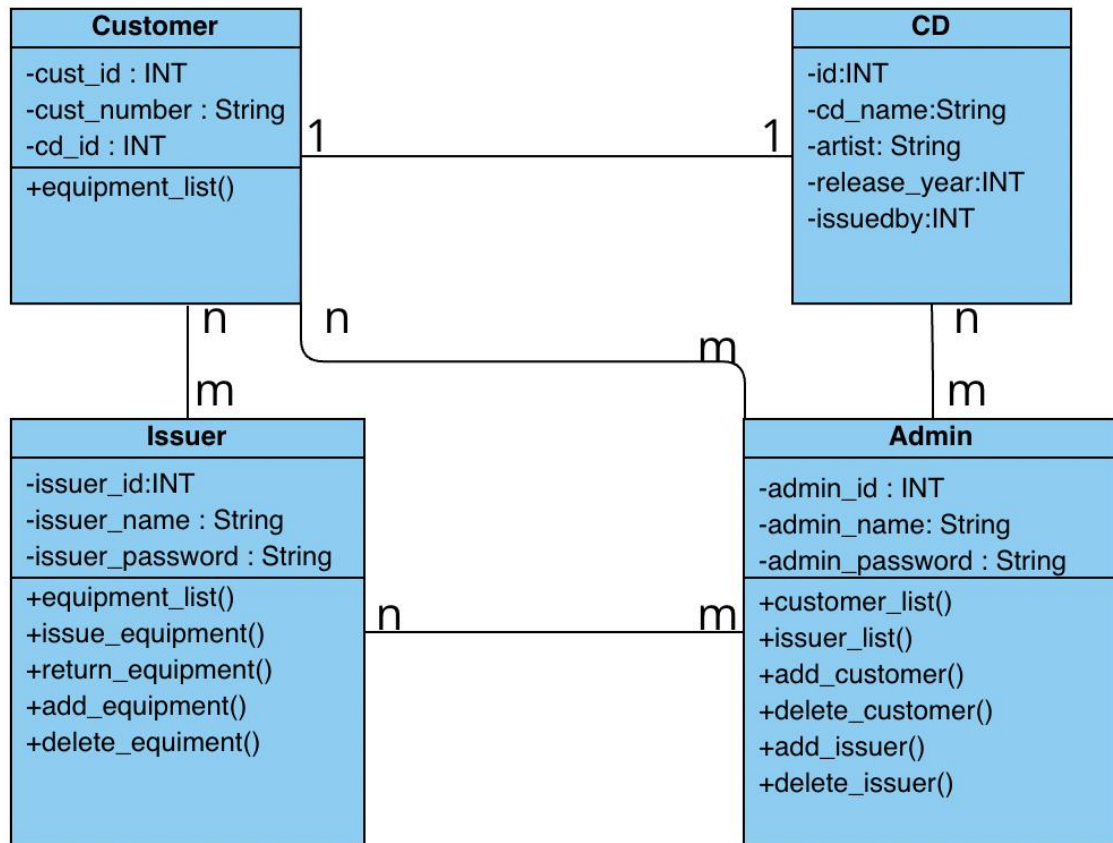 Customer
-cust_id : INT
-cust_number : String
-cd_id : INT
+equipment_list()
CD
-id:INT
-cd_name:String
-artist: String
-release_year:INT
-issuedby:INT
1
1
n
n
m
n
m
m
Issuer
-issuer_id:INT
-issuer_name : String
-issuer_password : String
+equipment_list()
+issue_equipment()
+return_equipment()
+add_equipment()
+delete_equiment()
n
m
Admin
-admin_id : INT
-admin_name: String
-admin_password : String
+customer_list()
+issuer_list()
+add_customer()
+delete_customer()
+add_issuer()
+delete_issuer()